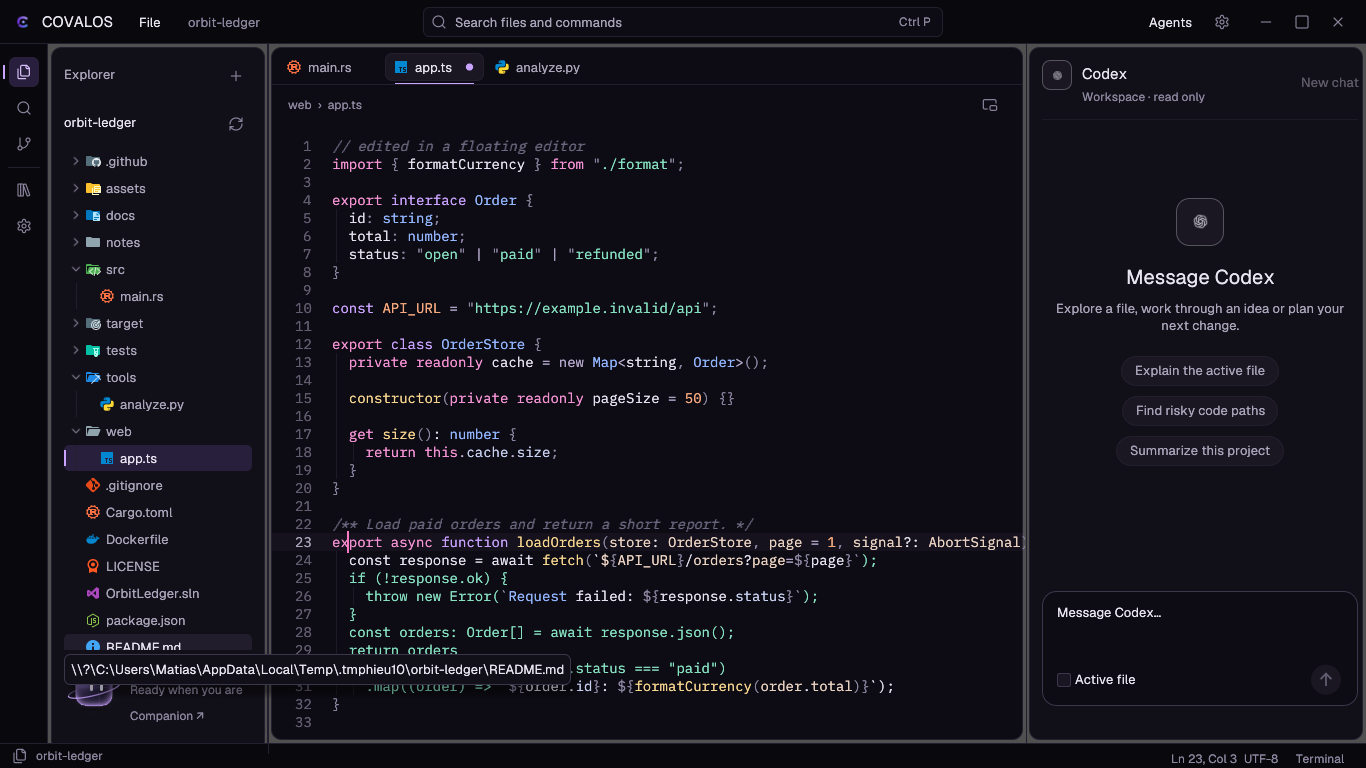 COVALOS File orbit-ledger
Search files and commands Ctrl P
Agents
Explorer
orbit-ledger
.github
assets
docs
notes
src
main.rs
target
tests
tools
analyze.py
web
app.ts
.gitignore
Cargo.toml
Dockerfile
LICENSE
OrbitLedger.sln
package.json
README.md
\\?\C:\Users\Matias\AppData\Local\Temp\.tmphieu10\orbit-ledger\README.md
Ready when you are
Companion ↗
main.rs app.ts analyze.py
web › app.ts
1 // edited in a floating editor
2 import { formatCurrency } from "./format";
3
4 export interface Order {
5 id: string;
6 total: number;
7 status: "open" | "paid" | "refunded";
8 }
9
10 const API_URL = "https://example.invalid/api";
11
12 export class OrderStore {
13 private readonly cache = new Map<string, Order>();
14
15 constructor(private readonly pageSize = 50) {}
16
17 get size(): number {
18 return this.cache.size;
19 }
20 }
21
22 /** Load paid orders and return a short report. */
23 export async function loadOrders(store: OrderStore, page = 1, signal?: AbortSignal)
24 const response = await fetch(`${API_URL}/orders?page=${page}`);
25 if (!response.ok) {
26 throw new Error(`Request failed: ${response.status}`);
27 }
28 const orders: Order[] = await response.json();
29 return orders
.status === "paid")
31 .map((order) => `${order.id}: ${formatCurrency(order.total)}`);
32 }
33
Codex
Workspace · read only
New chat
Message Codex
Explore a file, work through an idea or plan your
next change.
Explain the active file
Find risky code paths
Summarize this project
Message Codex…
Active file
orbit-ledger
Ln 23, Col 3 UTF-8 Terminal